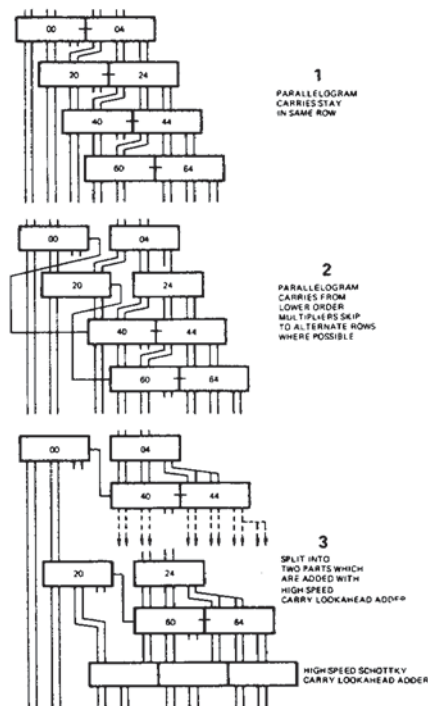 00 04
20 24
40 44
60 64
1
PARALLELOGRAM
CARRIES STAY
IN SAME ROW
00 04
20 24
40 44
60 64
2
PARALLELOGRAM
CARRIES FROM
LOWER ORDER
MULTIPLIERS SKIP
TO ALTERNATE ROWS
WHERE POSSIBLE
00 04
40 44
20 24
60 64
3
SPLIT INTO
TWO PARTS WHICH
ARE ADDED WITH
HIGH SPEED
CARRY LOOKAHEAD ADDER
HIGH SPEED SCHOTTKY
CARRY LOOKAHEAD ADDER